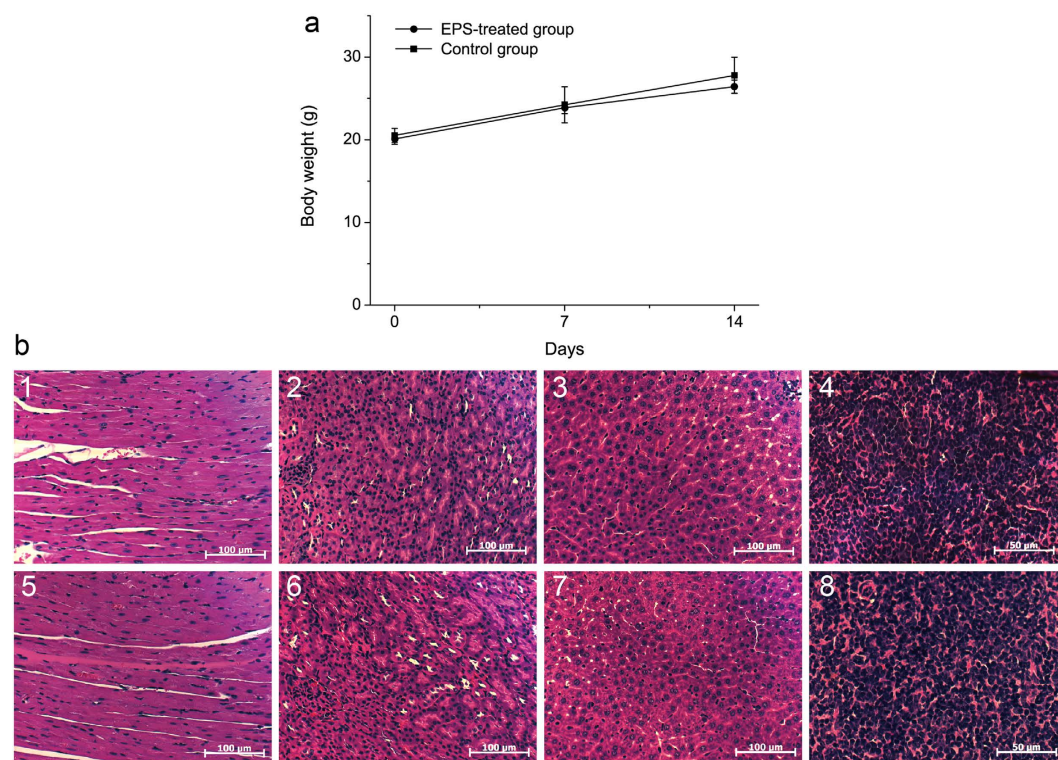 a
EPS-treated group
Control group
30
20
10
0
Body weight (g)
0 7 14
Days
b
1 2 3 4
100 µm 100 µm 100 µm 50 µm
5 6 7 8
100 µm 100 µm 100 µm 50 µm